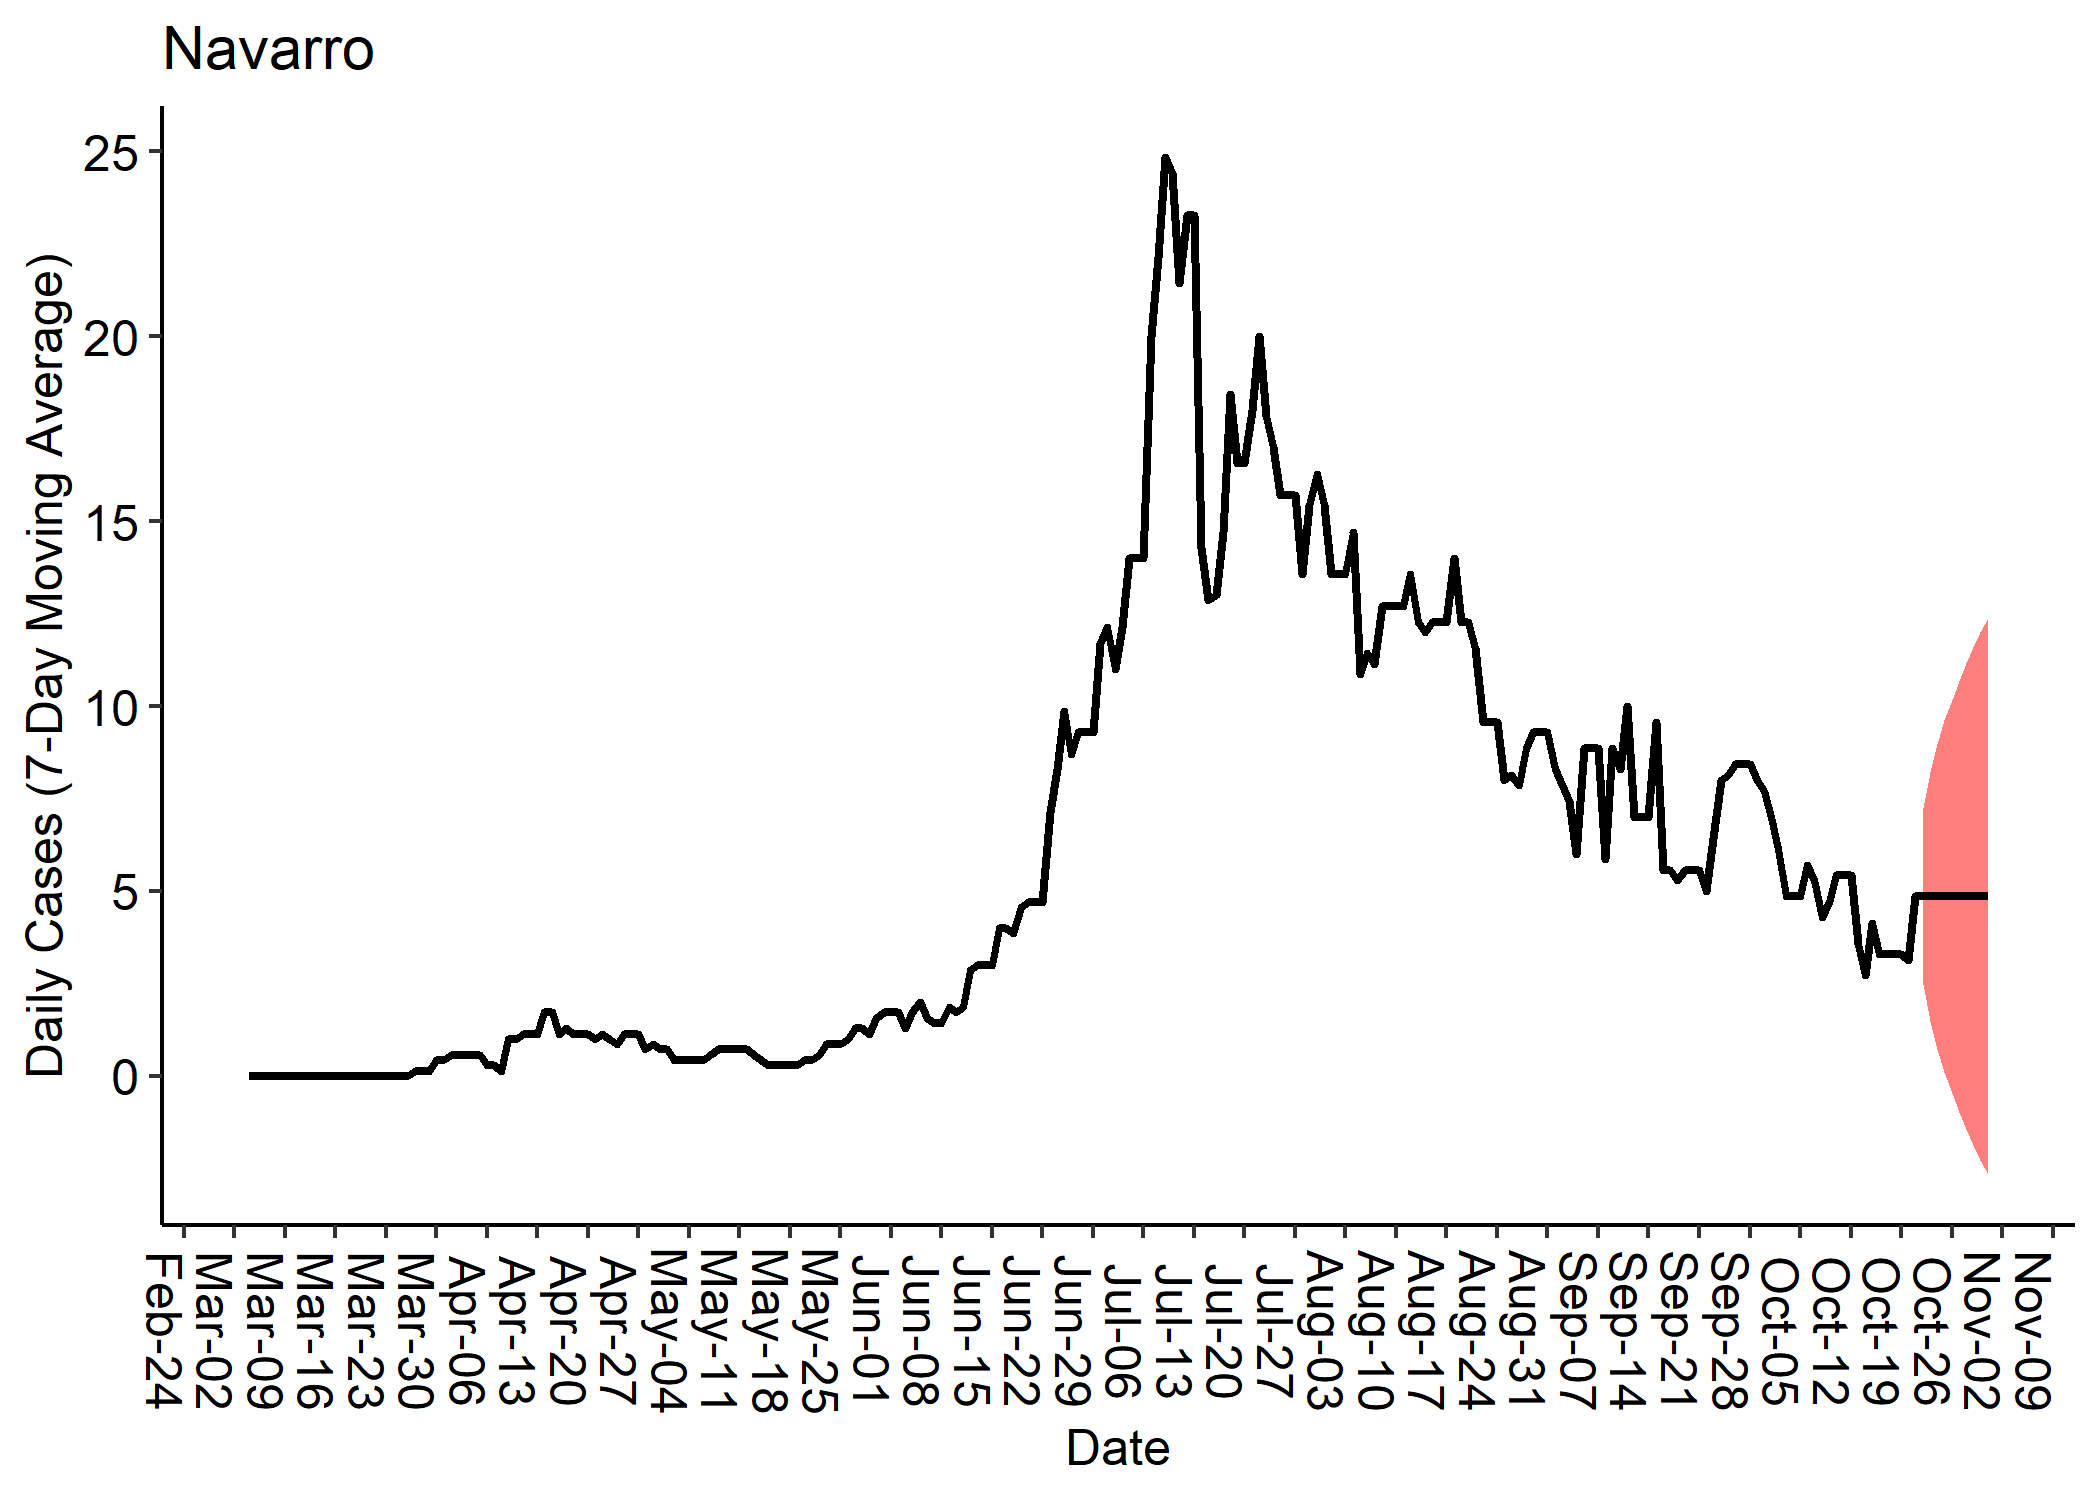 Navarro
Daily Cases (7-Day Moving Average)
25
20
15
10
5
0
Feb-24
Mar-02
Mar-09
Mar-16
Mar-23
Mar-30
Apr-06
Apr-13
Apr-20
Apr-27
May-04
May-11
May-18
May-25
Jun-01
Jun-08
Jun-15
Jun-22
Jun-29
Jul-06
Jul-13
Jul-20
Jul-27
Aug-03
Aug-10
Aug-17
Aug-24
Aug-31
Sep-07
Sep-14
Sep-21
Sep-28
Oct-05
Oct-12
Oct-19
Oct-26
Nov-02
Nov-09
Date